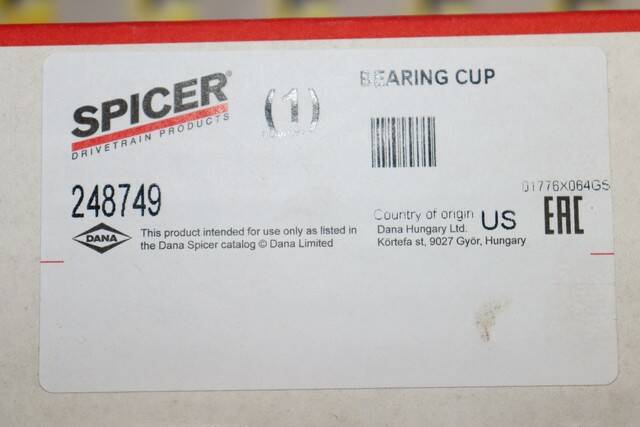 SPICER®
DRIVETRAIN PRODUCTS
(1)
BEARING CUP
248749
01776X064GS
DANA
This product intended for use only as listed in
the Dana Spicer catalog © Dana Limited
Country of origin US
Dana Hungary Ltd.
Körtefa st, 9027 Győr, Hungary
EAC